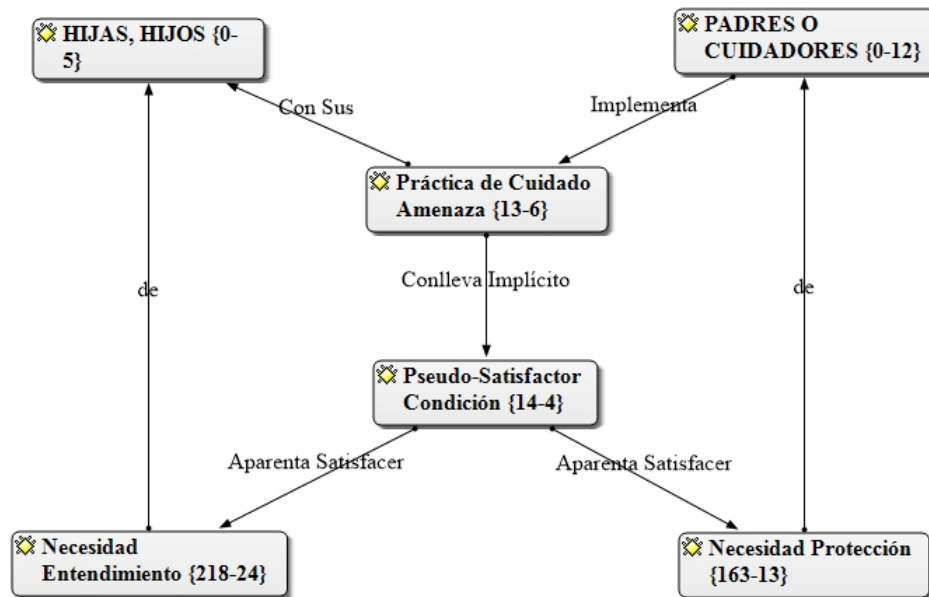 HIJAS, HIJOS {0-
5}
PADRES O
CUIDADORES {0-12}
Con Sus
Implementa
Práctica de Cuidado
Amenaza {13-6}
Conlleva Implícito
de
de
Pseudo-Satisfactor
Condición {14-4}
Aparenta Satisfacer
Aparenta Satisfacer
Necesidad
Entendimiento {218-24}
Necesidad Protección
{163-13}